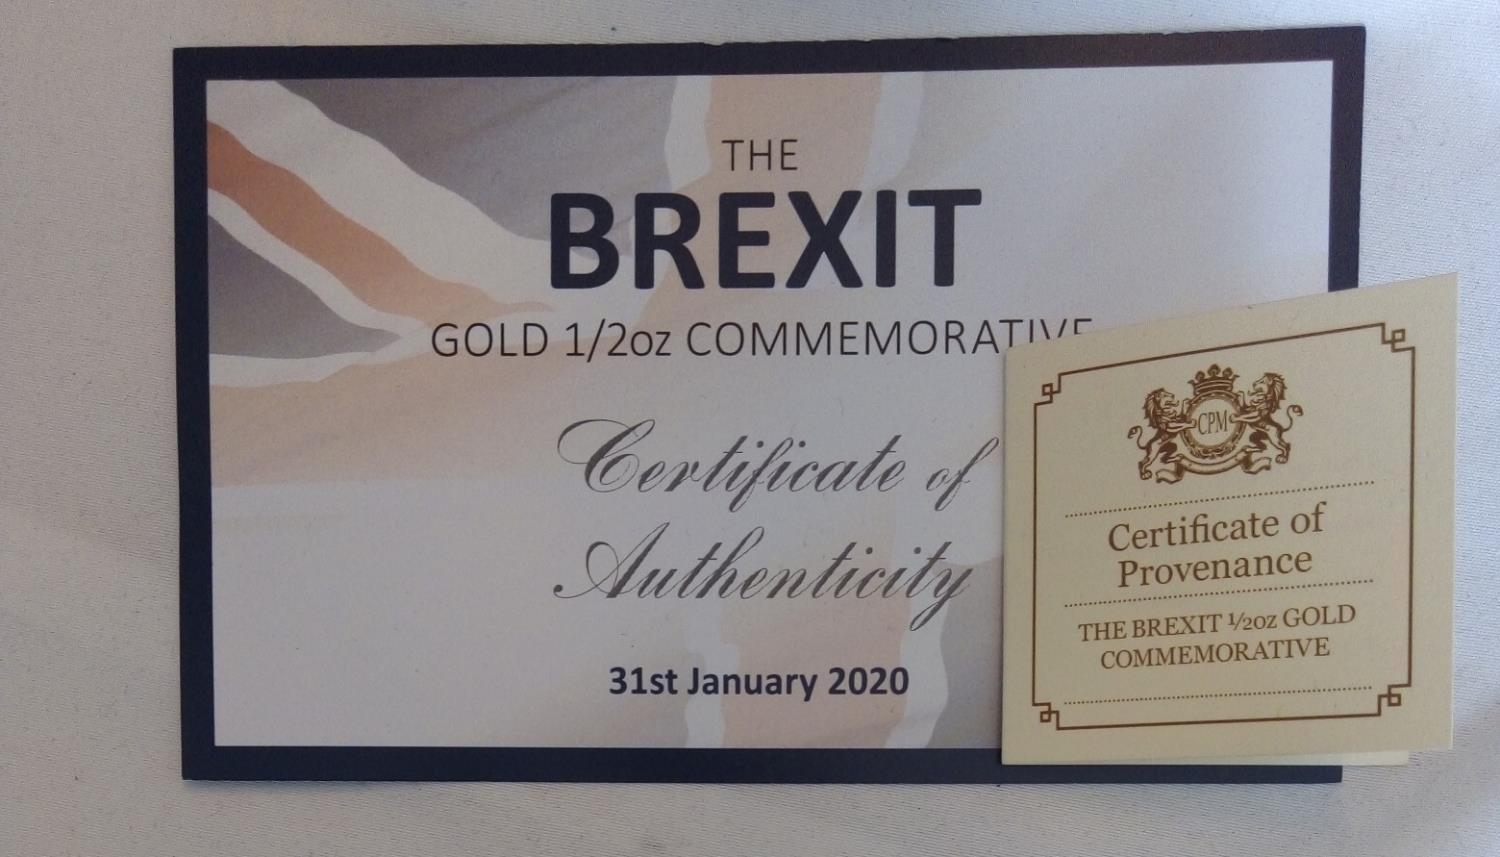 THE
BREXIT
GOLD 1/2oz COMMEMORATIVE
Certificate of
Authenticity
31st January 2020
CPM
Certificate of
Provenance
THE BREXIT ½oz GOLD
COMMEMORATIVE